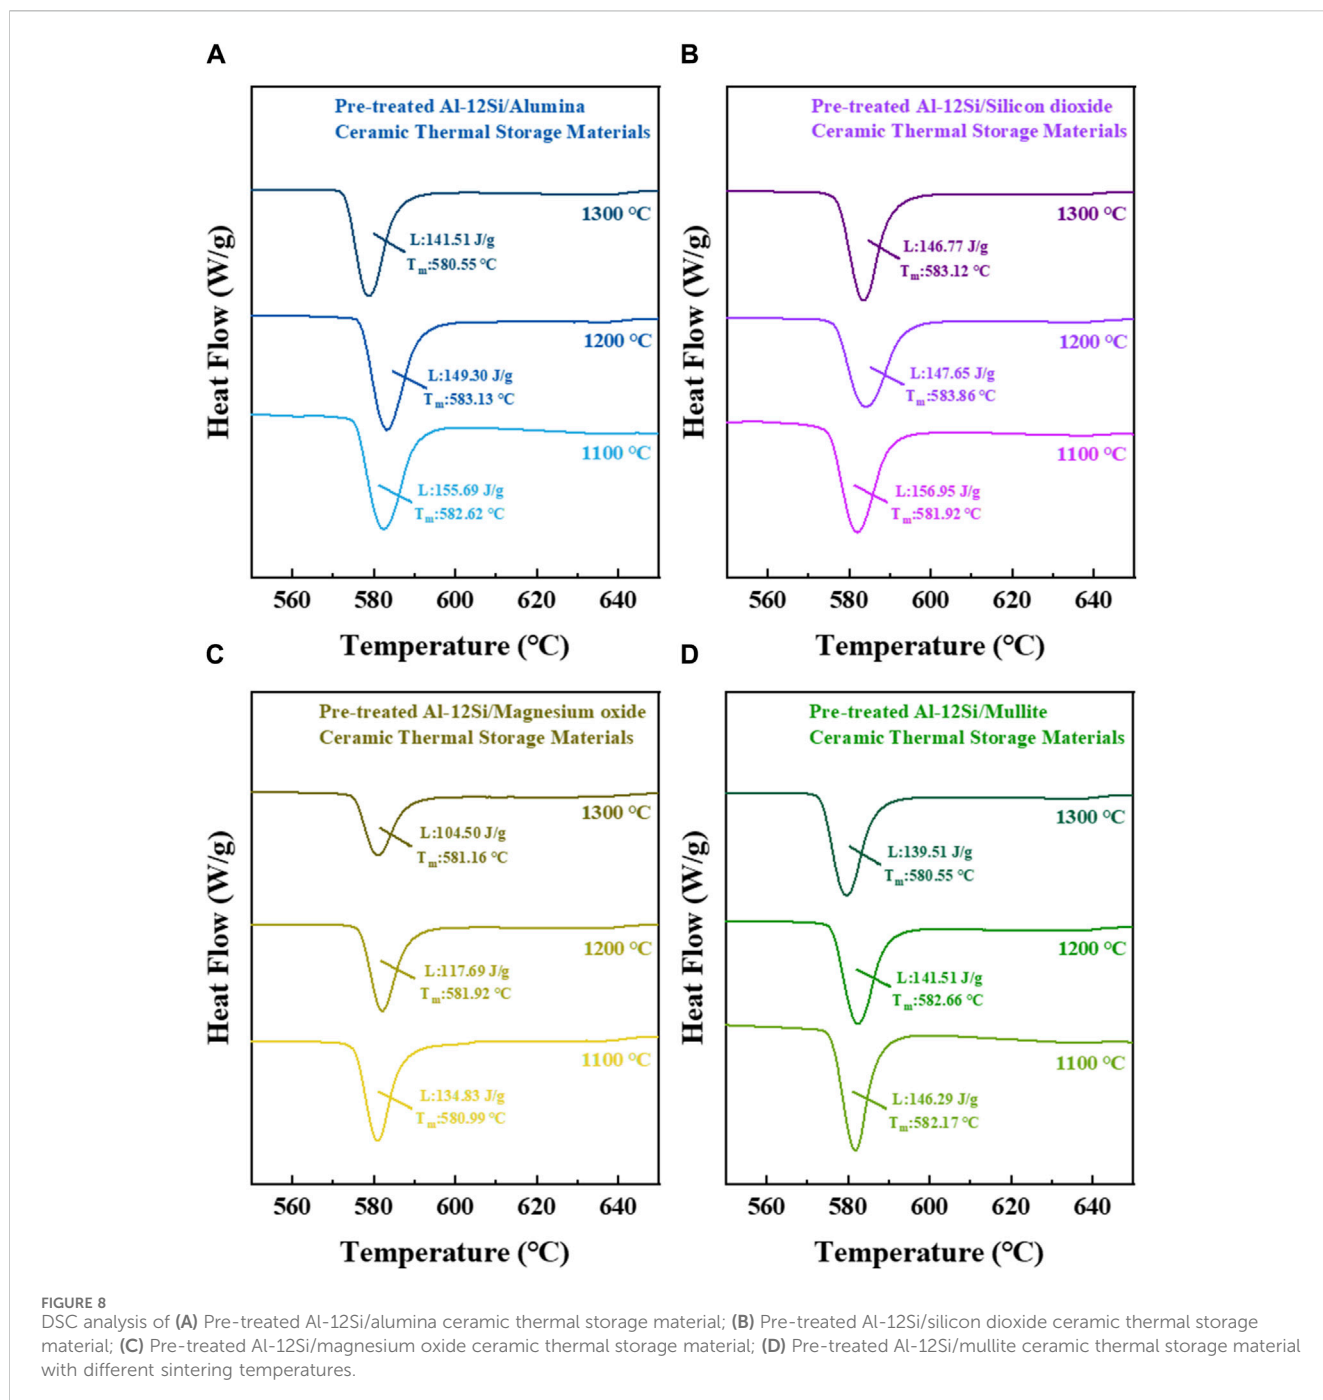 A
Pre-treated Al-12Si/Alumina
Ceramic Thermal Storage Materials
1300 °C
L:141.51 J/g
Tm:580.55 °C
1200 °C
L:149.30 J/g
Tm:583.13 °C
1100 °C
L:155.69 J/g
Tm:582.62 °C
Heat Flow (W/g)
560 580 600 620 640
Temperature (°C)
B
Pre-treated Al-12Si/Silicon dioxide
Ceramic Thermal Storage Materials
1300 °C
L:146.77 J/g
Tm:583.12 °C
1200 °C
L:147.65 J/g
Tm:583.86 °C
1100 °C
L:156.95 J/g
Tm:581.92 °C
Heat Flow (W/g)
560 580 600 620 640
Temperature (°C)
C
Pre-treated Al-12Si/Magnesium oxide
Ceramic Thermal Storage Materials
1300 °C
L:104.50 J/g
Tm:581.16 °C
1200 °C
L:117.69 J/g
Tm:581.92 °C
1100 °C
L:134.83 J/g
Tm:580.99 °C
Heat Flow (W/g)
560 580 600 620 640
Temperature (°C)
D
Pre-treated Al-12Si/Mullite
Ceramic Thermal Storage Materials
1300 °C
L:139.51 J/g
Tm:580.55 °C
1200 °C
L:141.51 J/g
Tm:582.66 °C
1100 °C
L:146.29 J/g
Tm:582.17 °C
Heat Flow (W/g)
560 580 600 620 640
Temperature (°C)
FIGURE 8
DSC analysis of (A) Pre-treated Al-12Si/alumina ceramic thermal storage material; (B) Pre-treated Al-12Si/silicon dioxide ceramic thermal storage
material; (C) Pre-treated Al-12Si/magnesium oxide ceramic thermal storage material; (D) Pre-treated Al-12Si/mullite ceramic thermal storage material
with different sintering temperatures.